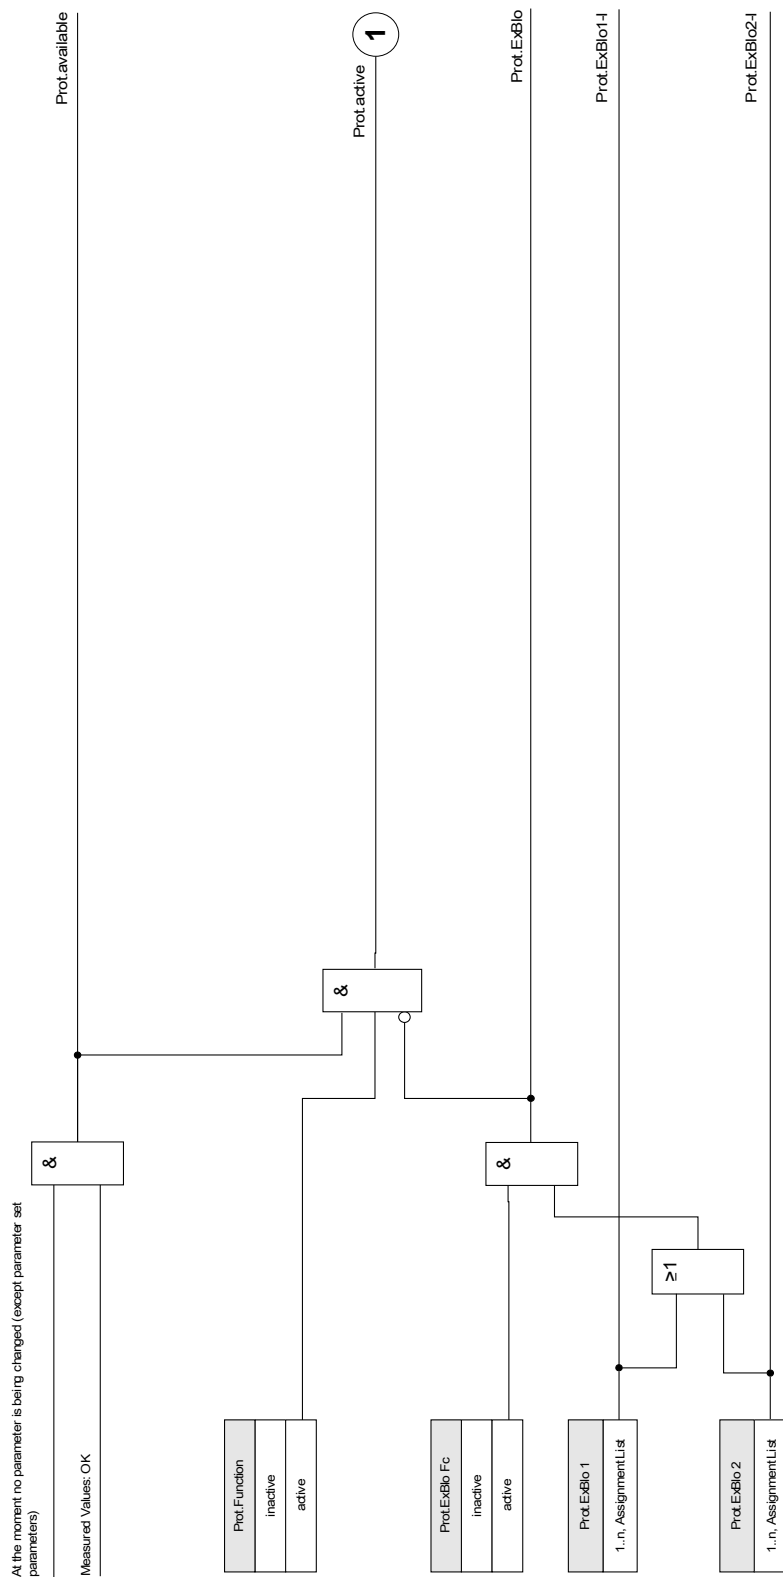 At the moment no parameter is being changed (except parameter set
parameters)
Measured Values: OK
&
Prot.available
Prot.Function
inactive
active
&
Prot.active
1
Prot.ExBlo Fc
inactive
active
&
Prot.ExBlo
Prot.ExBlo 1
1..n, Assignment List
Prot.ExBlo1-I
≥1
Prot.ExBlo 2
1..n, Assignment List
Prot.ExBlo2-I